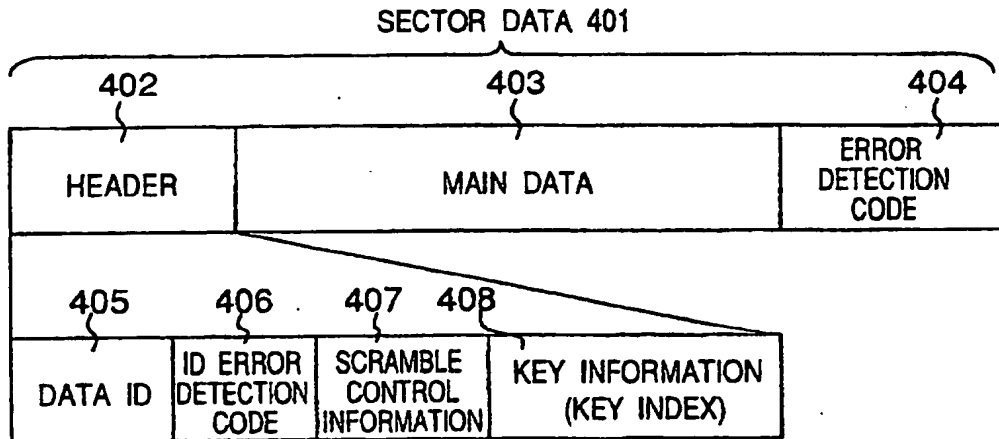 SECTOR DATA 401
402
403
404
HEADER
MAIN DATA
ERROR
DETECTION
CODE
405
406
407
408
DATA ID
ID ERROR
DETECTION
CODE
SCRAMBLE
CONTROL
INFORMATION
KEY INFORMATION
(KEY INDEX)